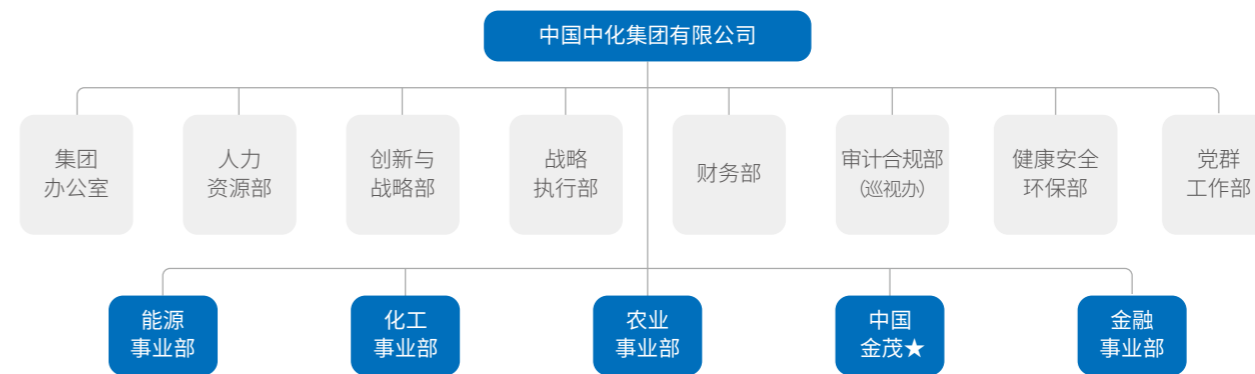 中国中化集团有限公司
集团
办公室
人力
资源部
创新与
战略部
战略
执行部
财务部
审计合规部
(巡视办)
健康安全
环保部
党群
工作部
能源
事业部
化工
事业部
农业
事业部
中国
金茂★
金融
事业部